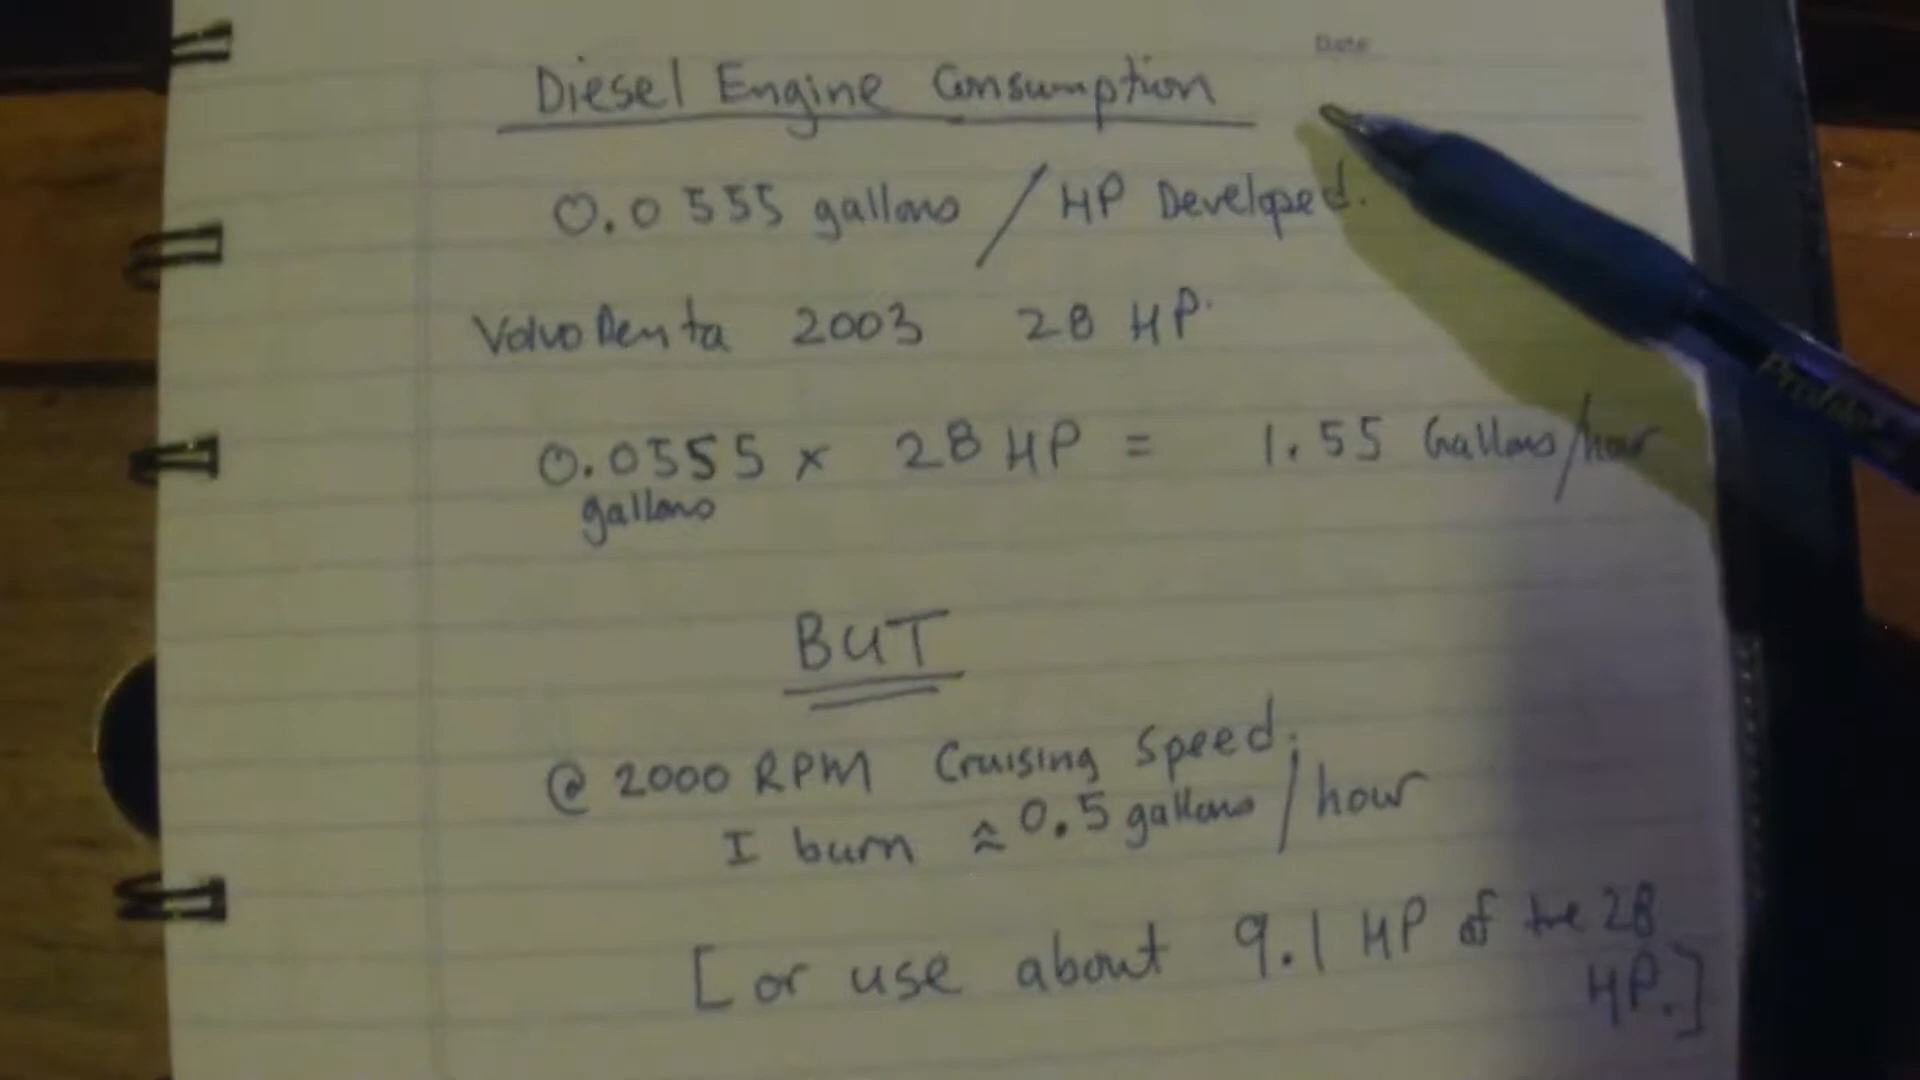 Date
Diesel Engine Consumption
0.0555 gallons / HP Developed.
Volvo Penta 2003 28 HP.
0.0555 x 28 HP = 1.55 Gallons/hour
gallons
BUT
@ 2000 RPM Cruising Speed;
I burn ≈ 0.5 gallons / hour
[or use about 9.1 HP of the 28
HP.]